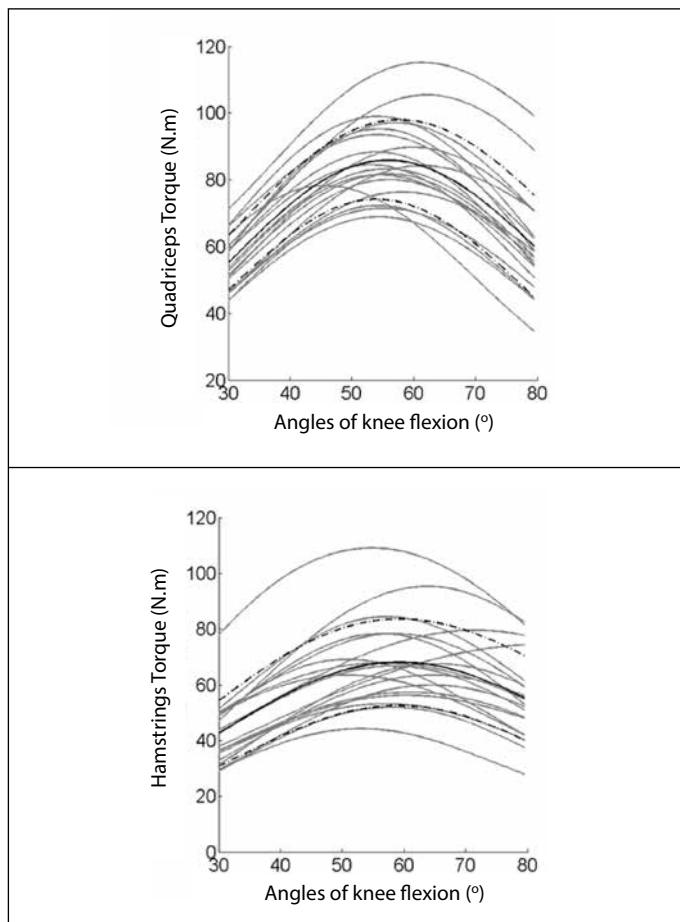 120
100
80
60
40
20
30 40 50 60 70 80
Quadriceps Torque (N.m)
Angles of knee flexion (º)
120
100
80
60
40
20
0
30 40 50 60 70 80
Hamstrings Torque (N.m)
Angles of knee flexion (º)